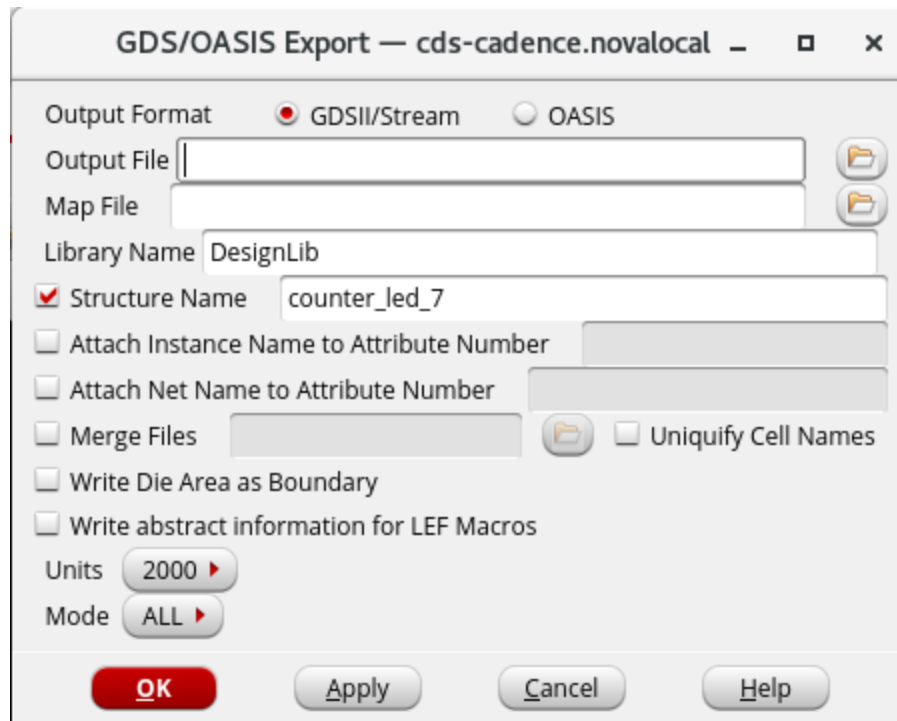 GDS/OASIS Export — cds-cadence.novalocal
Output Format GDSII/Stream OASIS
Output File
Map File
Library Name DesignLib
Structure Name counter_led_7
Attach Instance Name to Attribute Number
Attach Net Name to Attribute Number
Merge Files Uniquify Cell Names
Write Die Area as Boundary
Write abstract information for LEF Macros
Units 2000
Mode ALL
OK Apply Cancel Help